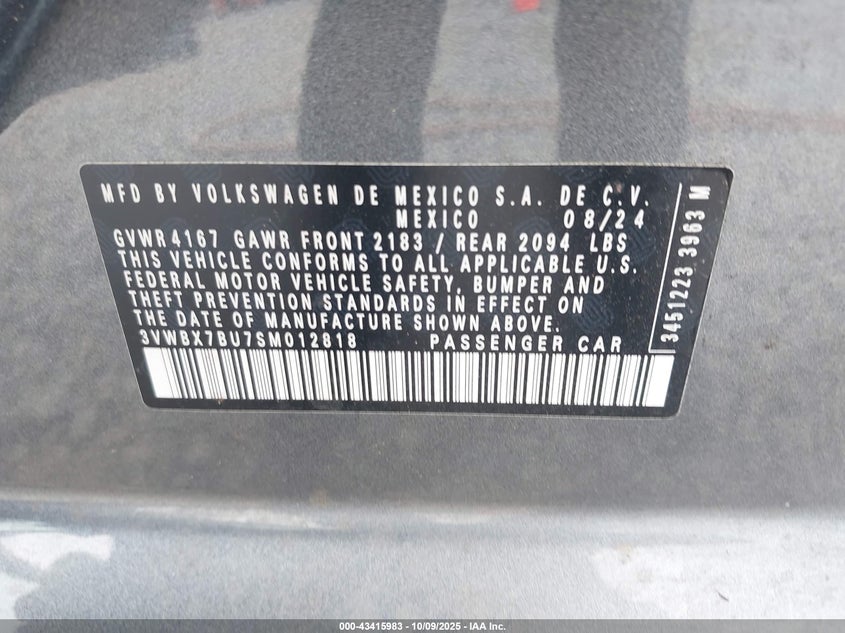 MFD BY VOLKSWAGEN DE MEXICO S.A. DE C.V.
MEXICO 08/24
GVWR 4167 GAWR FRONT 2183 / REAR 2094 LBS
THIS VEHICLE CONFORMS TO ALL APPLICABLE U.S.
FEDERAL MOTOR VEHICLE SAFETY, BUMPER AND
THEFT PREVENTION STANDARDS IN EFFECT ON
THE DATE OF MANUFACTURE SHOWN ABOVE.
3VWBX7BU7SM012818 PASSENGER CAR
3451223 3963 M
000-43415983 - 10/09/2025 - IAA Inc.